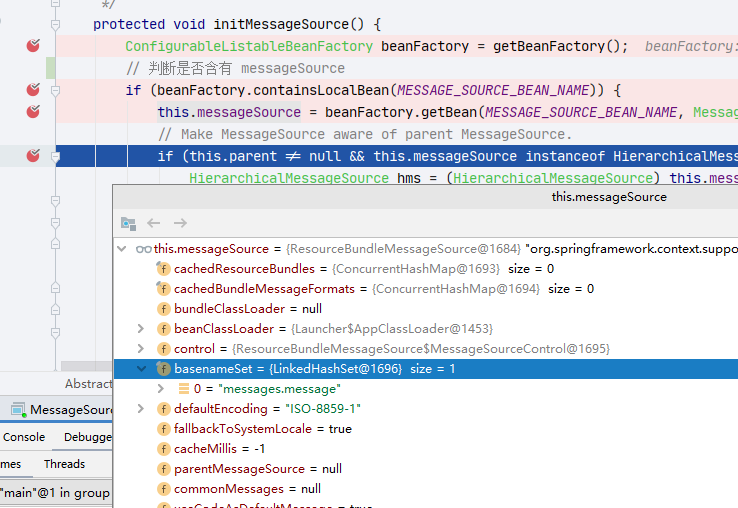 */
protected void initMessageSource() {
ConfigurableListableBeanFactory beanFactory = getBeanFactory(); beanFactory:
// 判断是否含有 messageSource
if (beanFactory.containsLocalBean(MESSAGE_SOURCE_BEAN_NAME)) {
this.messageSource = beanFactory.getBean(MESSAGE_SOURCE_BEAN_NAME, Messag
// Make MessageSource aware of parent MessageSource.
if (this.parent ≠ null && this.messageSource instanceof HierarchicalMess
HierarchicalMessageSource hms = (HierarchicalMessageSource) this.mess
this.messageSource
this.messageSource = {ResourceBundleMessageSource@1684} "org.springframework.context.suppo
cachedResourceBundles = {ConcurrentHashMap@1693} size = 0
cachedBundleMessageFormats = {ConcurrentHashMap@1694} size = 0
bundleClassLoader = null
beanClassLoader = {Launcher$AppClassLoader@1453}
control = {ResourceBundleMessageSource$MessageSourceControl@1695}
basenameSet = {LinkedHashSet@1696} size = 1
0 = "messages.message"
defaultEncoding = "ISO-8859-1"
fallbackToSystemLocale = true
cacheMillis = -1
parentMessageSource = null
commonMessages = null
useCodeAsDefaultMessage = true
Abstract
MessageSour
Console Debugge
mes Threads
"main"@1 in group